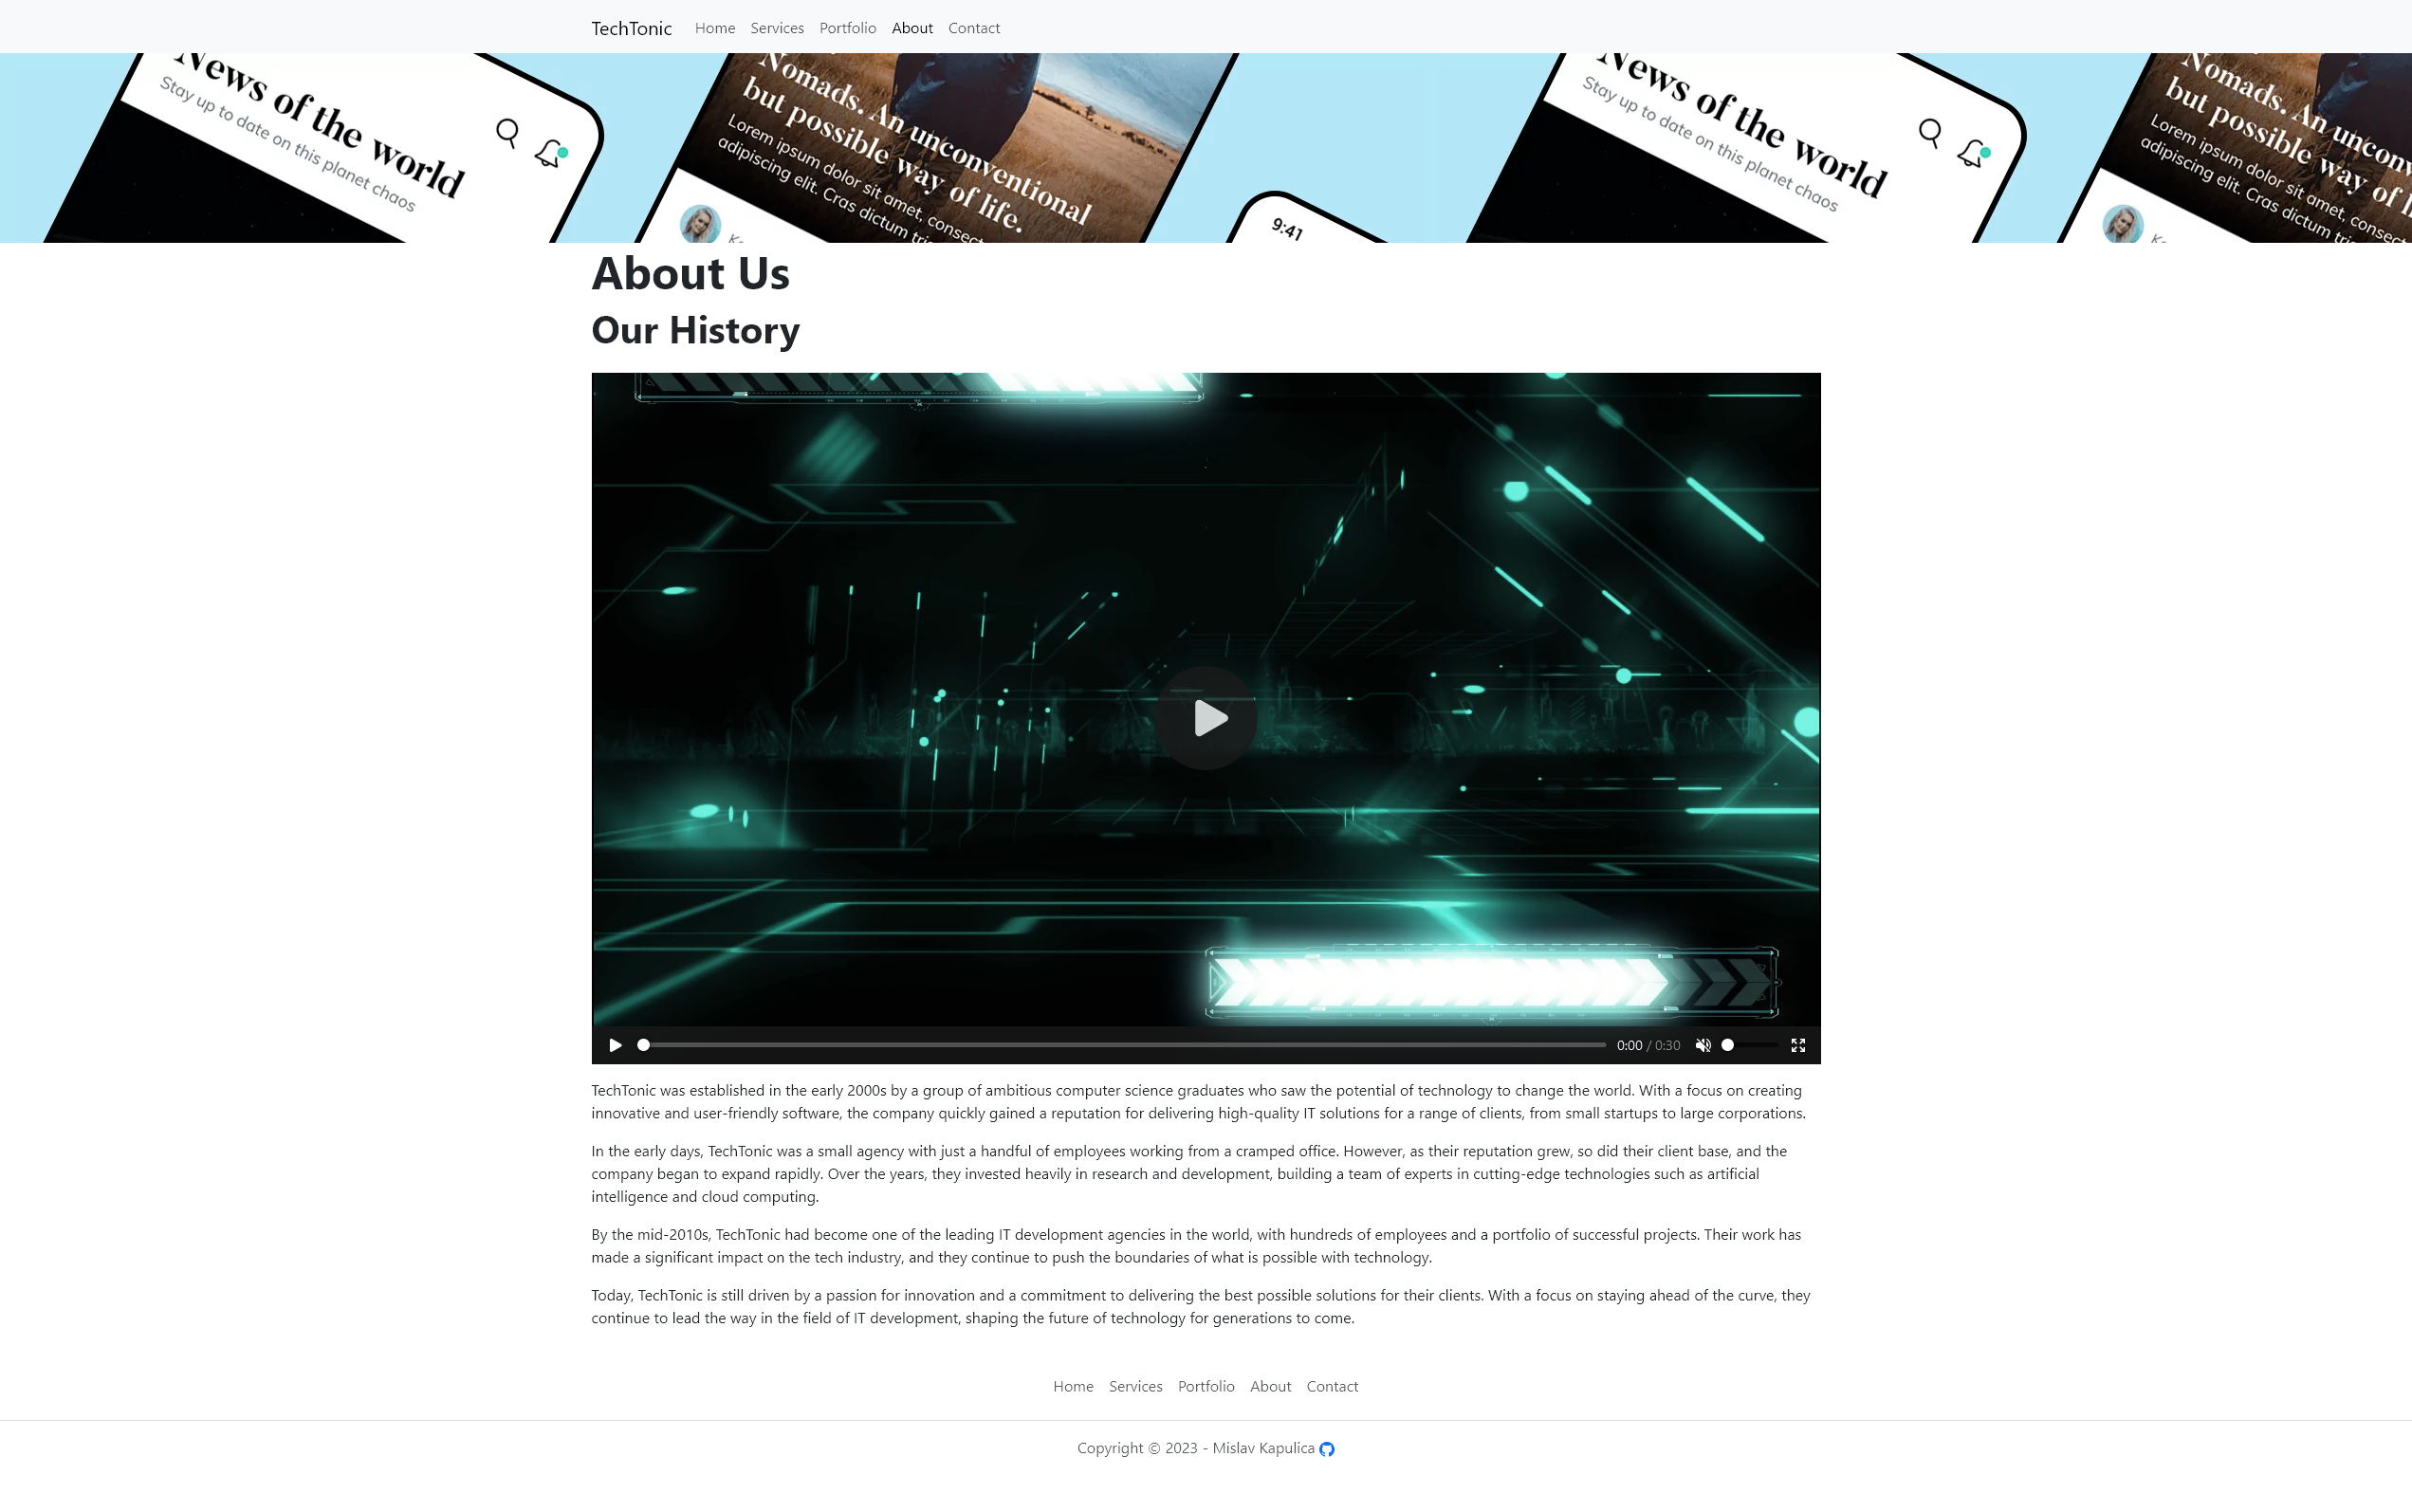 TechTonic Home Services Portfolio About Contact
News of the world
Stay up to date on this planet chaos
Nomads. An unconventional
but possible way of life.
Lorem ipsum dolor sit amet, consect
adipiscing elit. Cras dictum
9:41
News of the world
Stay up to date on this planet chaos
Nomads. An
but possible way of
Lorem ipsum dolor sit amet, consect
adipiscing elit. Cras dictum
About Us
Our History
0:00 / 0:30
TechTonic was established in the early 2000s by a group of ambitious computer science graduates who saw the potential of technology to change the world. With a focus on creating
innovative and user-friendly software, the company quickly gained a reputation for delivering high-quality IT solutions for a range of clients, from small startups to large corporations.
In the early days, TechTonic was a small agency with just a handful of employees working from a cramped office. However, as their reputation grew, so did their client base, and the
company began to expand rapidly. Over the years, they invested heavily in research and development, building a team of experts in cutting-edge technologies such as artificial
intelligence and cloud computing.
By the mid-2010s, TechTonic had become one of the leading IT development agencies in the world, with hundreds of employees and a portfolio of successful projects. Their work has
made a significant impact on the tech industry, and they continue to push the boundaries of what is possible with technology.
Today, TechTonic is still driven by a passion for innovation and a commitment to delivering the best possible solutions for their clients. With a focus on staying ahead of the curve, they
continue to lead the way in the field of IT development, shaping the future of technology for generations to come.
Home Services Portfolio About Contact
Copyright © 2023 - Mislav Kapulica